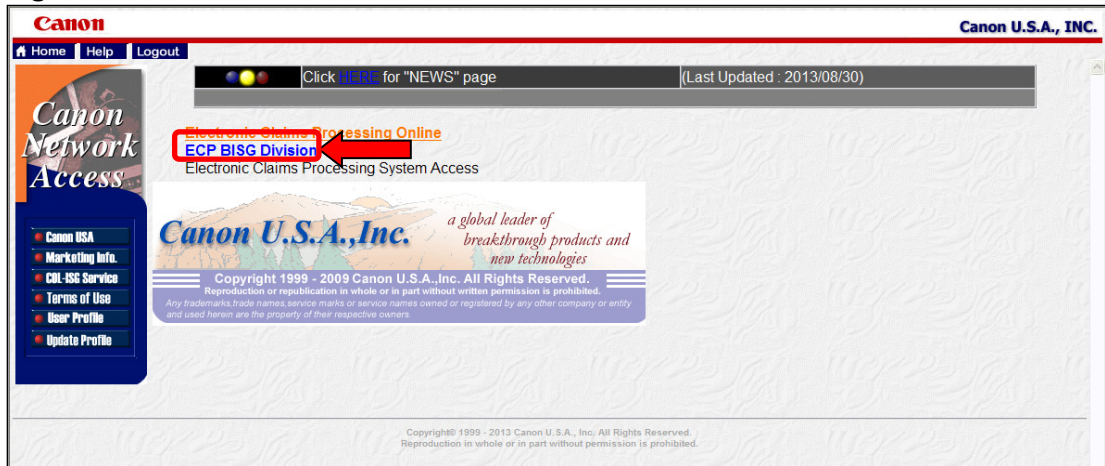 Canon
Canon U.S.A., INC.
Home Help Logout
Click HERE for "NEWS" page (Last Updated : 2013/08/30)
Canon
Network
Access
Electronic Claims Processing Online
ECP BISG Division
Electronic Claims Processing System Access
Canon U.S.A.,Inc.
a global leader of
breakthrough products and
new technologies
Copyright 1999 - 2009 Canon U.S.A.,Inc. All Rights Reserved.
Reproduction or republication in whole or in part without written permission is prohibited.
Any trademarks,trade names,service marks or service names owned or registered by any other company or entity
and used herein are the property of their respective owners.
Canon USA
Marketing Info.
CBL-ISG Service
Terms of Use
User Profile
Update Profile
Copyright© 1999 - 2013 Canon U.S.A., Inc. All Rights Reserved.
Reproduction in whole or in part without permission is prohibited.